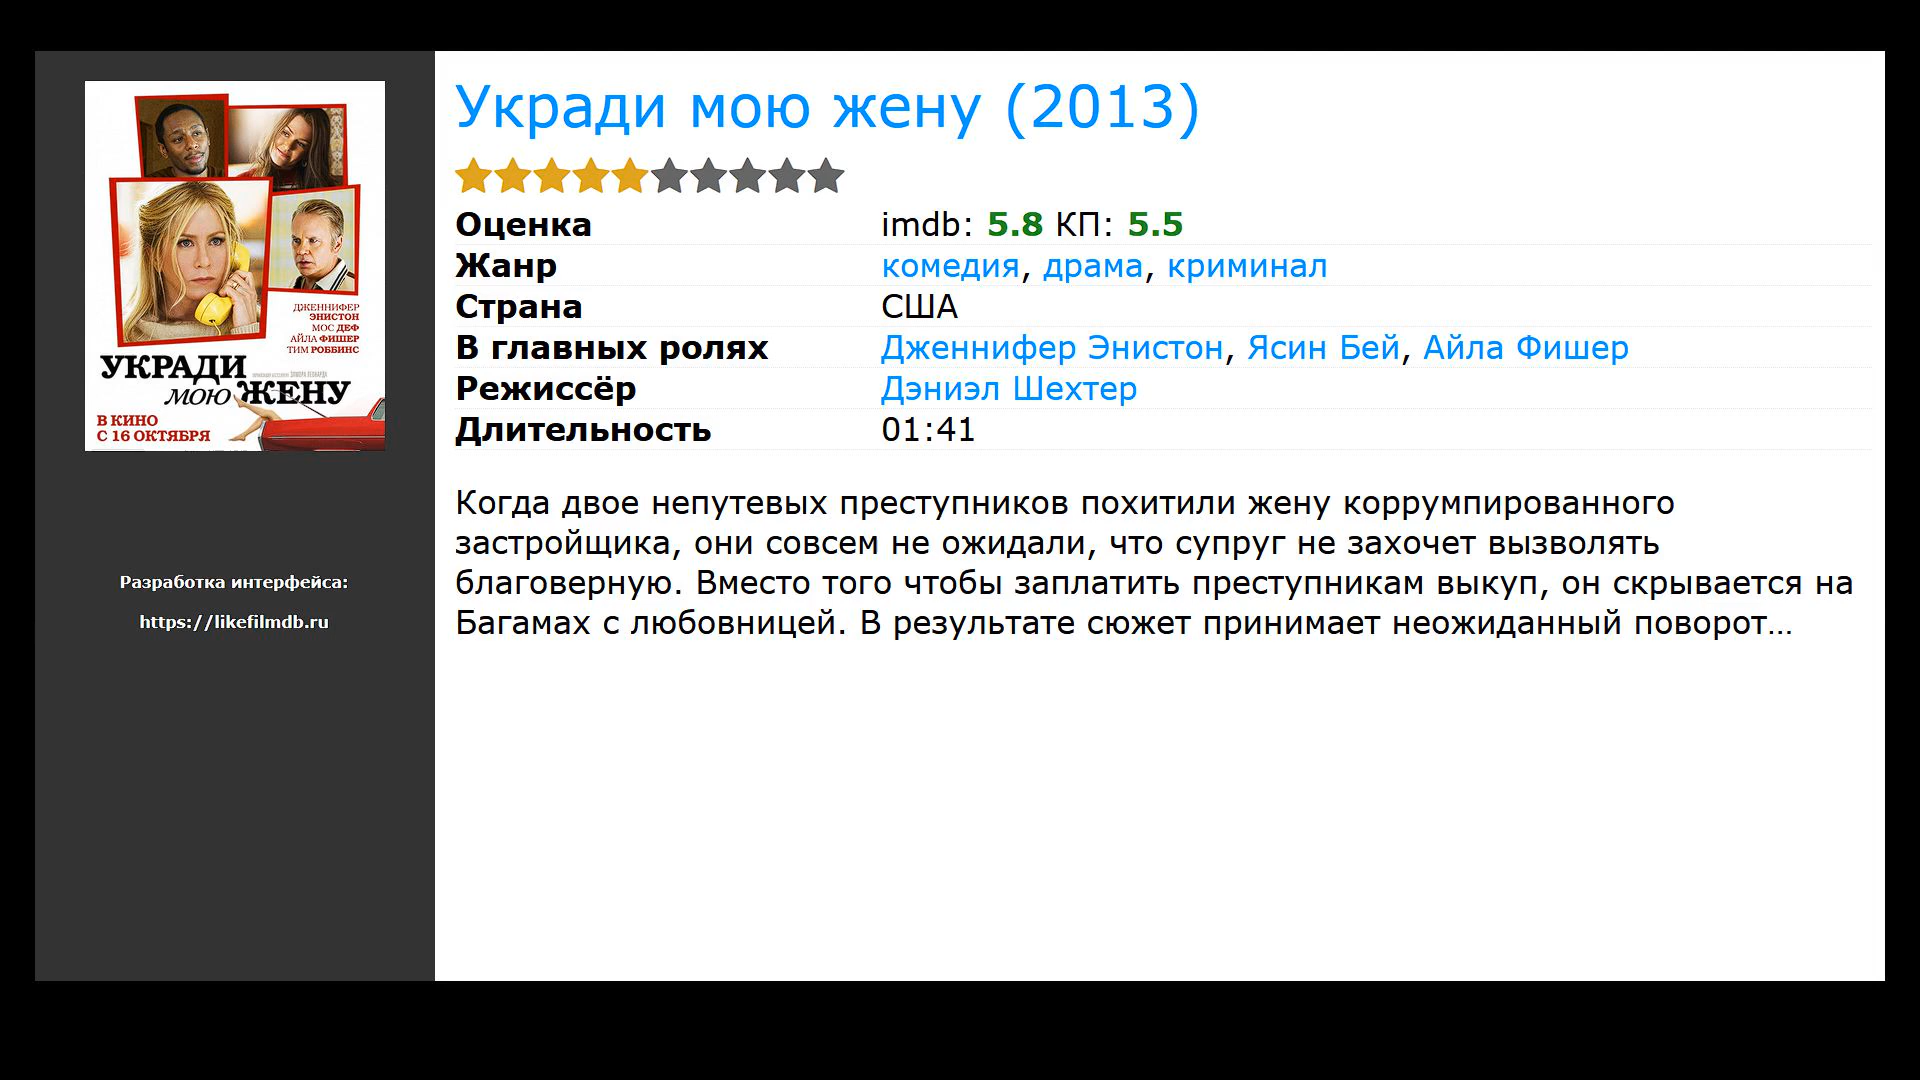 ДЖЕННИФЕР
ЭНИСТОН
МОС ДЕФ
АЙЛА ФИШЕР
ТИМ РОББИНС
УКРАДИ
МОЮ ЖЕНУ
В КИНО
С 16 ОКТЯБРЯ
Разработка интерфейса:
https://likefilmdb.ru
Укради мою жену (2013)
Оценка imdb: 5.8 КП: 5.5
Жанр комедия, драма, криминал
Страна США
В главных ролях Дженнифер Энистон, Ясин Бей, Айла Фишер
Режиссёр Дэниэл Шехтер
Длительность 01:41
Когда двое непутевых преступников похитили жену коррумпированного
застройщика, они совсем не ожидали, что супруг не захочет вызволять
благоверную. Вместо того чтобы заплатить преступникам выкуп, он скрывается на
Багамах с любовницей. В результате сюжет принимает неожиданный поворот…